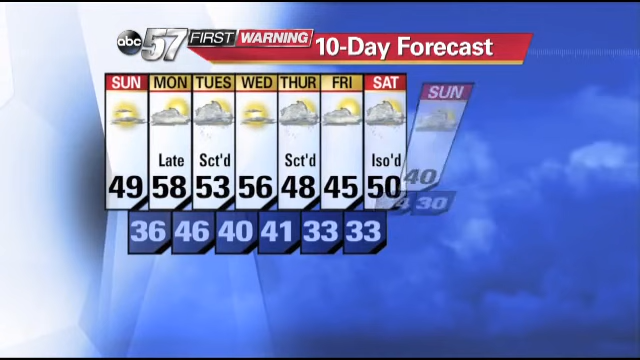 abc 57 FIRST WARNING 10-Day Forecast
SUN MON TUES WED THUR FRI SAT SUN
Late Sct'd Sct'd Iso'd
49 58 53 56 48 45 50 40
36 46 40 41 33 33 30